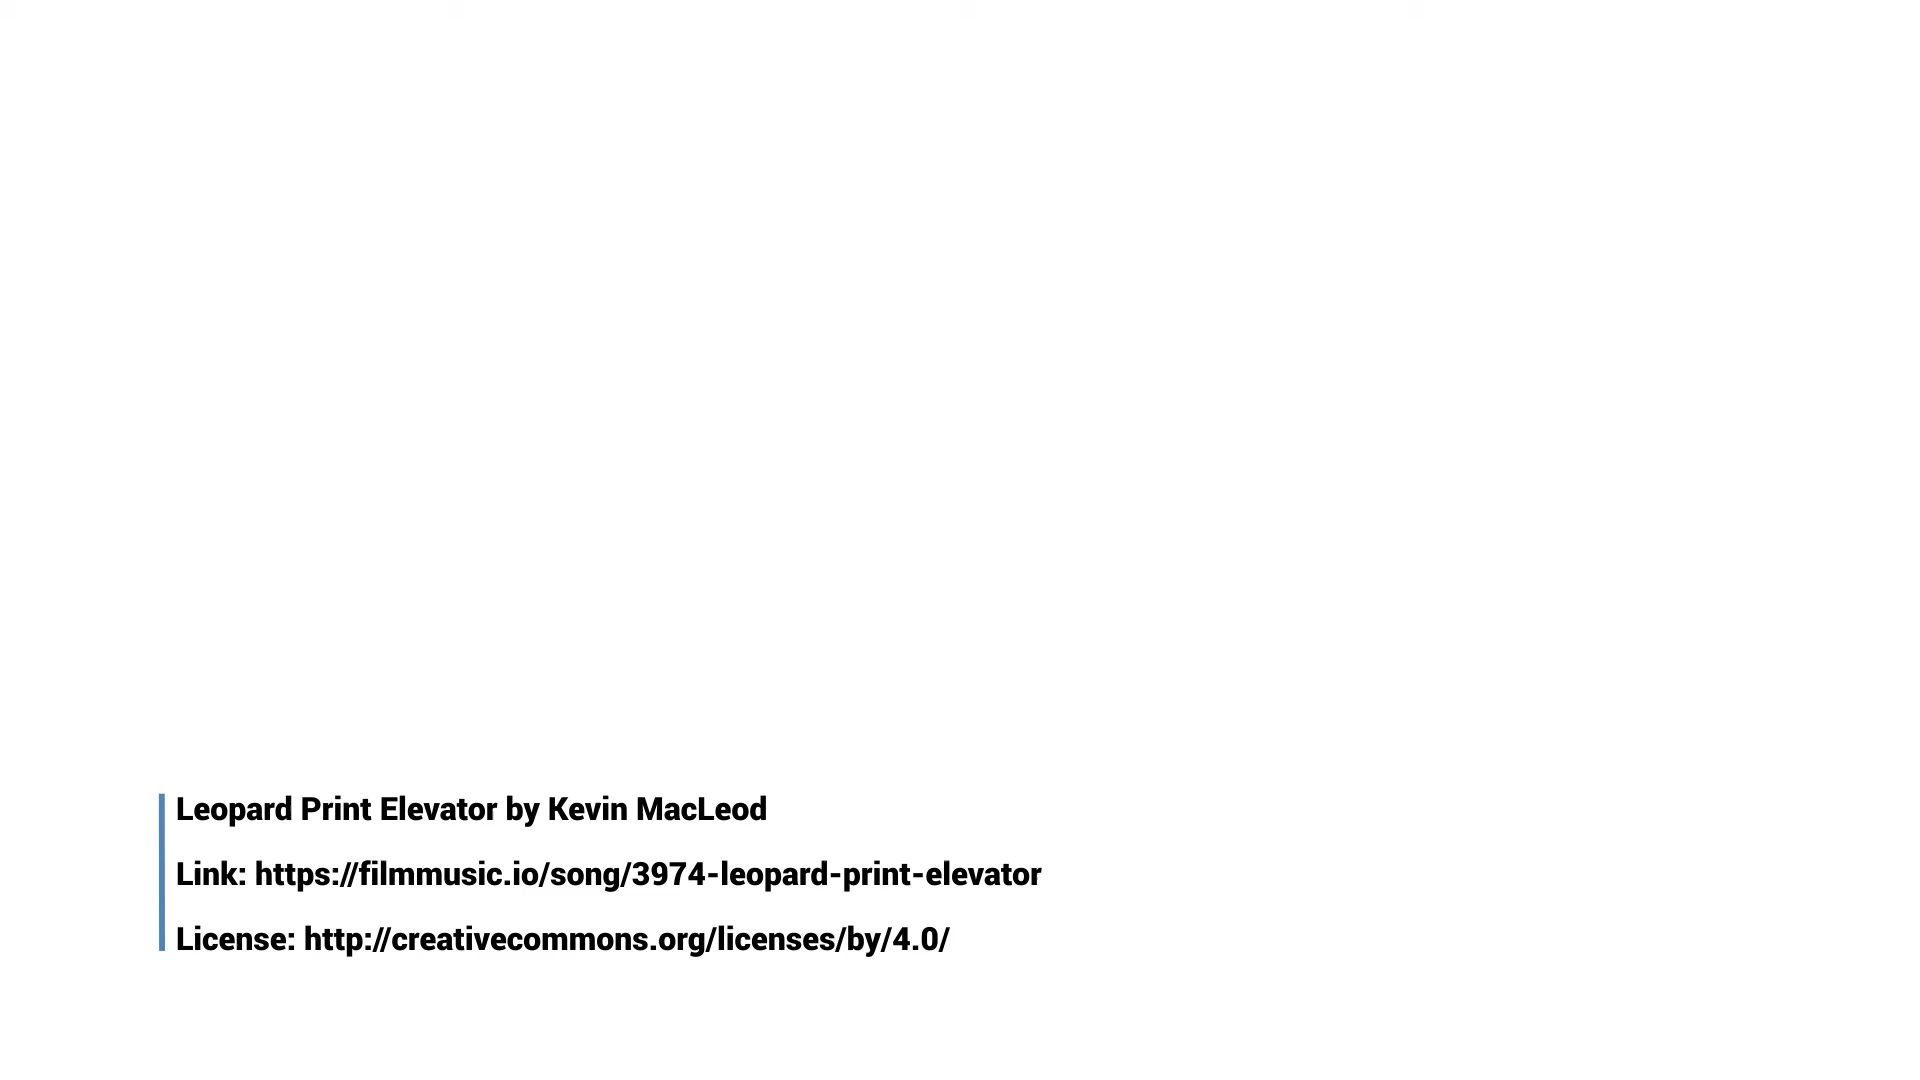 Leopard Print Elevator by Kevin MacLeod
Link: https://filmmusic.io/song/3974-leopard-print-elevator
License: http://creativecommons.org/licenses/by/4.0/